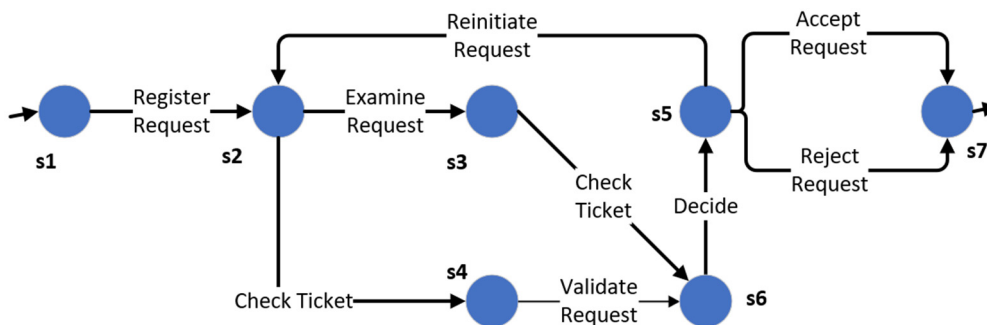 Reinitiate
Request
Accept
Request
Register
Request
Examine
Request
s1
s2
s3
s5
s7
Check
Ticket
Decide
Reject
Request
s4
Check Ticket
Validate
Request
s6